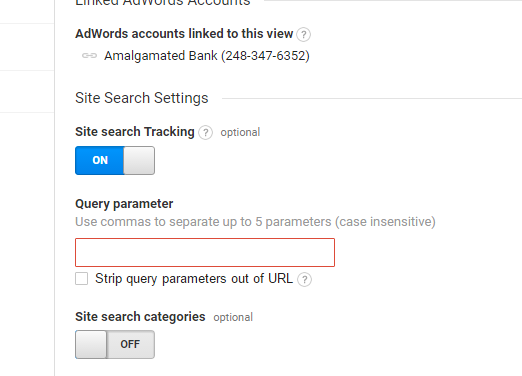 Linked AdWords Accounts
AdWords accounts linked to this view ?
Amalgamated Bank (248-347-6352)
Site Search Settings
Site search Tracking ? optional
ON
Query parameter
Use commas to separate up to 5 parameters (case insensitive)
Strip query parameters out of URL ?
Site search categories optional
OFF